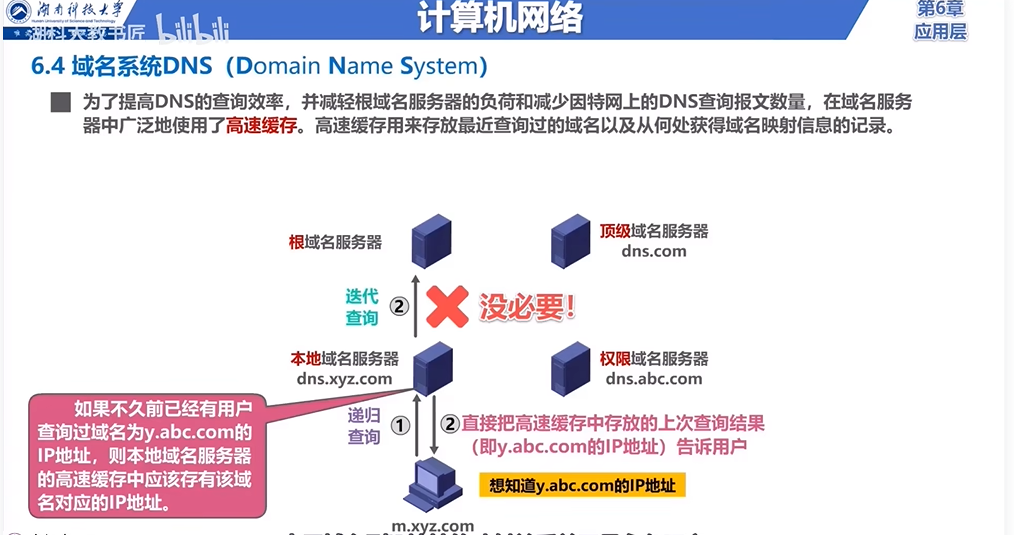 湖南科技大学
Hunan University of Science and Technology
湖科大教书匠 bilibili
计算机网络
第6章
应用层
6.4 域名系统DNS（Domain Name System）
为了提高DNS的查询效率，并减轻根域名服务器的负荷和减少因特网上的DNS查询报文数量，在域名服务
器中广泛地使用了高速缓存。高速缓存用来存放最近查询过的域名以及从何处获得域名映射信息的记录。
根域名服务器
顶级域名服务器
dns.com
迭代
查询
②
没必要！
本地域名服务器
dns.xyz.com
权限域名服务器
dns.abc.com
如果不久前已经有用户
查询过域名为y.abc.com的
IP地址，则本地域名服务器
的高速缓存中应该存有该域
名对应的IP地址。
递归
查询
①
②直接把高速缓存中存放的上次查询结果
（即y.abc.com的IP地址）告诉用户
想知道y.abc.com的IP地址
m.xyz.com